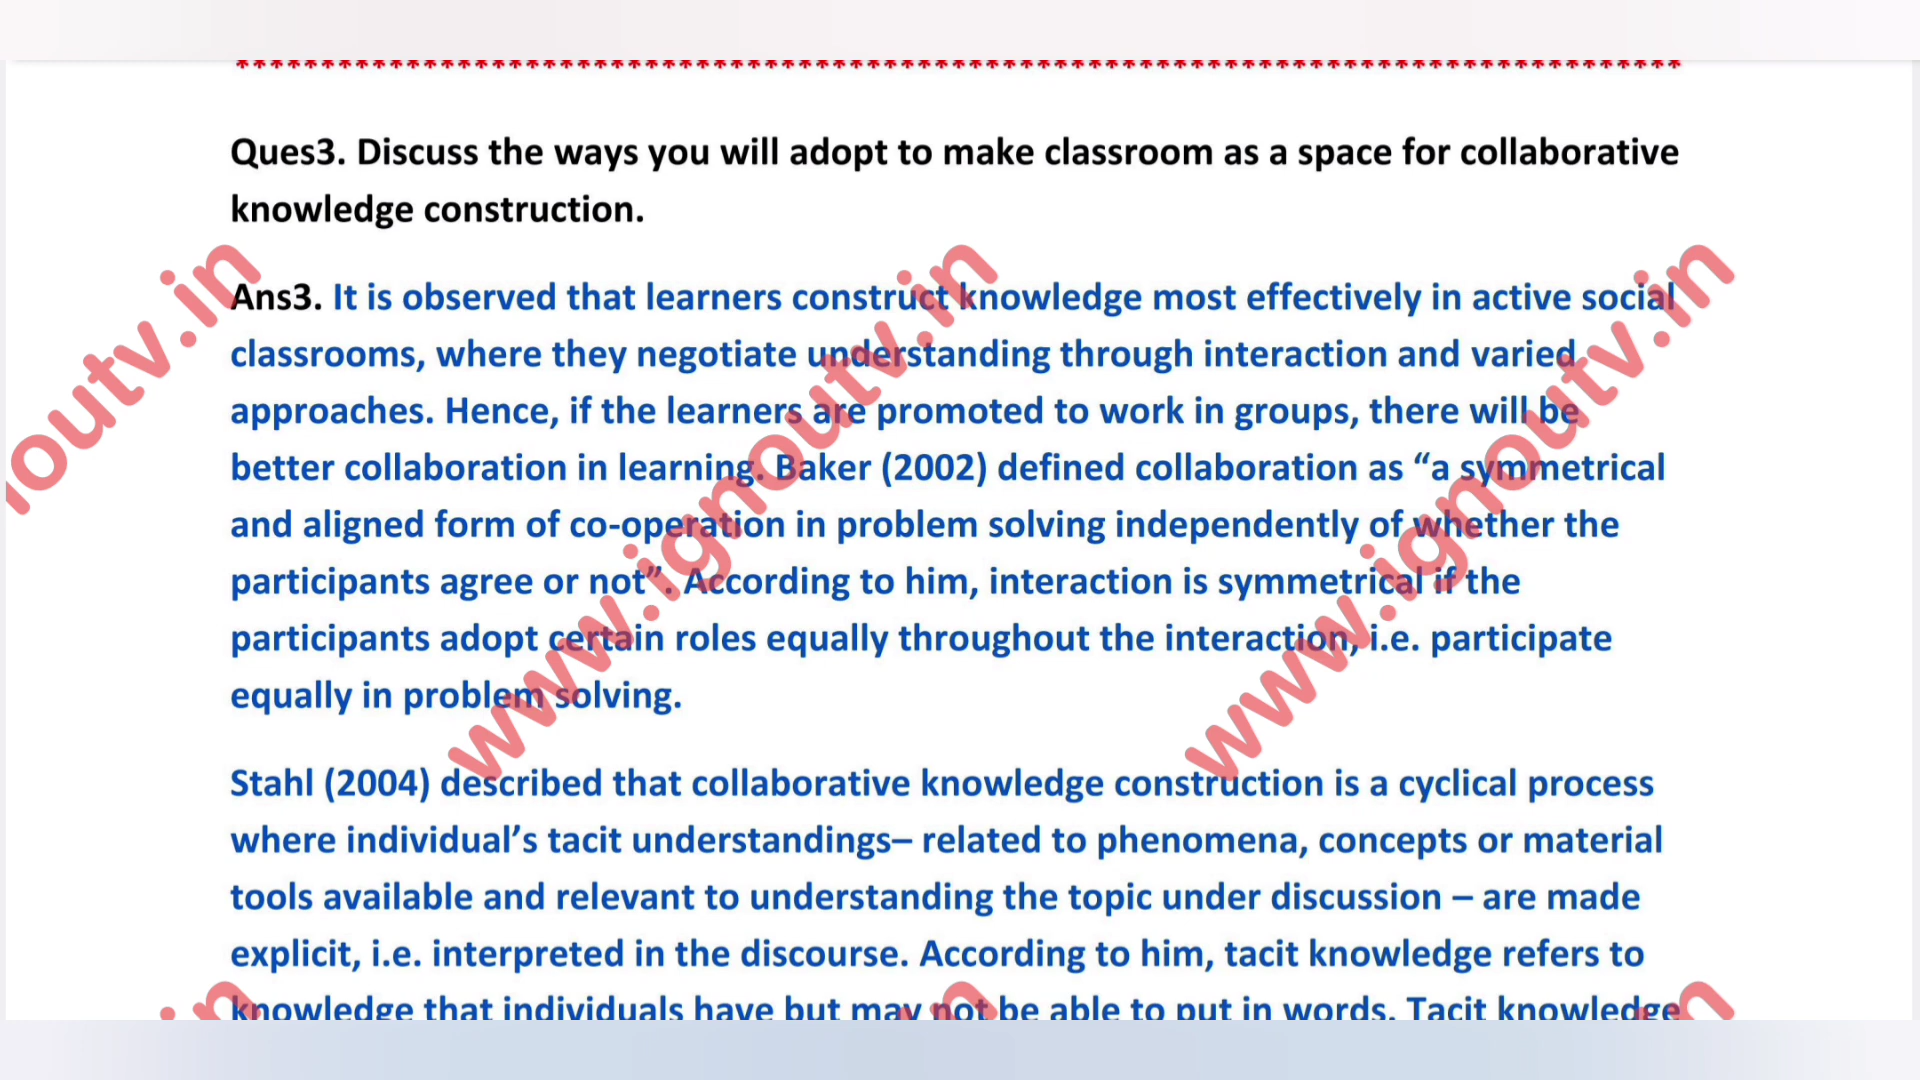 ****************************************************************************************
Ques3. Discuss the ways you will adopt to make classroom as a space for collaborative
knowledge construction.
Ans3. It is observed that learners construct knowledge most effectively in active social
classrooms, where they negotiate understanding through interaction and varied
approaches. Hence, if the learners are promoted to work in groups, there will be
better collaboration in learning. Baker (2002) defined collaboration as “a symmetrical
and aligned form of co-operation in problem solving independently of whether the
participants agree or not”. According to him, interaction is symmetrical if the
participants adopt certain roles equally throughout the interaction, i.e. participate
equally in problem solving.
Stahl (2004) described that collaborative knowledge construction is a cyclical process
where individual’s tacit understandings– related to phenomena, concepts or material
tools available and relevant to understanding the topic under discussion – are made
explicit, i.e. interpreted in the discourse. According to him, tacit knowledge refers to
knowledge that individuals have but may not be able to put in words. Tacit knowledge
noutv.in
www.ignoutv.in
www.ignoutv.in
in
in
n